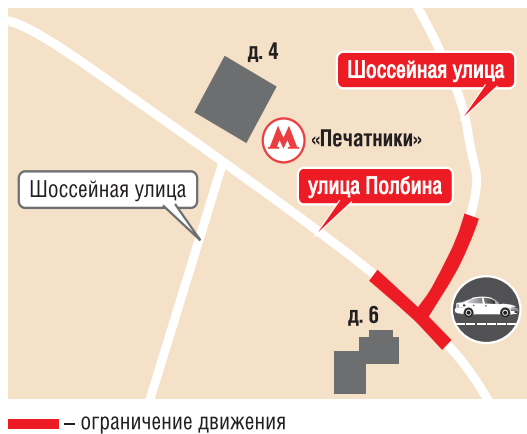 д. 4
Шоссейная улица
«Печатники»
Шоссейная улица
улица Полбина
д. 6
– ограничение движения